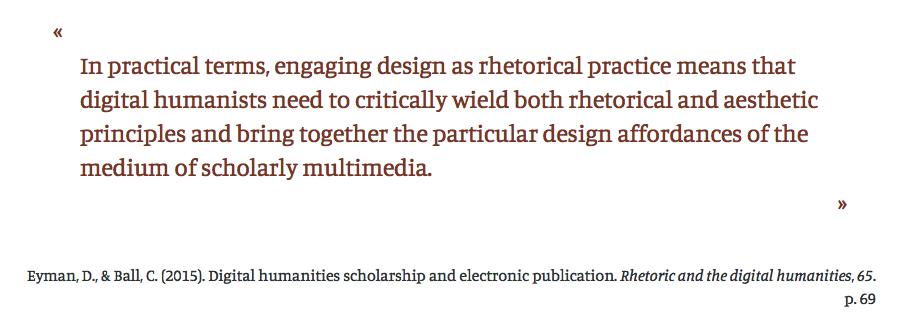 «
In practical terms, engaging design as rhetorical practice means that
digital humanists need to critically wield both rhetorical and aesthetic
principles and bring together the particular design affordances of the
medium of scholarly multimedia.
»
Eyman, D., & Ball, C. (2015). Digital humanities scholarship and electronic publication. Rhetoric and the digital humanities, 65.
p. 69